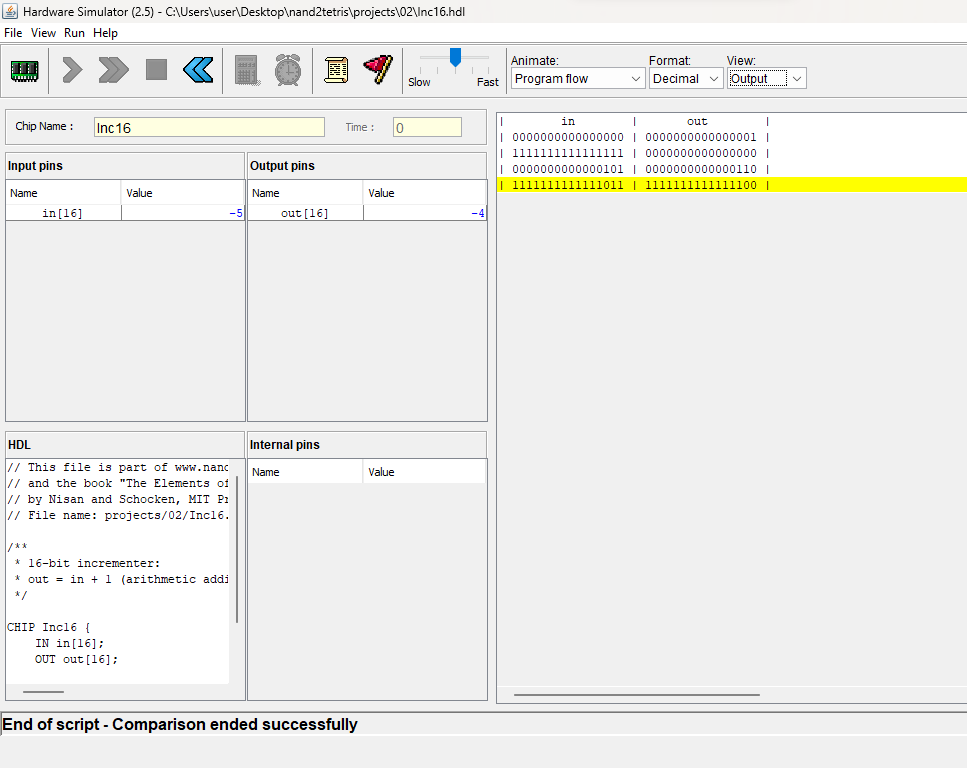 Hardware Simulator (2.5) - C:\Users\user\Desktop\nand2tetris\projects\02\Inc16.hdl
File View Run Help
Animate: Format: View:
Slow Fast Program flow Decimal Output
Chip Name : Inc16 Time : 0
Input pins Output pins
Name Value Name Value
in[16] -5 out[16] -4
| in | out |
| 0000000000000000 | 0000000000000001 |
| 1111111111111111 | 0000000000000000 |
| 0000000000000101 | 0000000000000110 |
| 1111111111111011 | 1111111111111100 |
HDL Internal pins
Name Value
// This file is part of www.nand
// and the book "The Elements of
// by Nisan and Schocken, MIT Pr
// File name: projects/02/Inc16.
/**
* 16-bit incrementer:
* out = in + 1 (arithmetic addi
*/
CHIP Inc16 {
IN in[16];
OUT out[16];
End of script - Comparison ended successfully